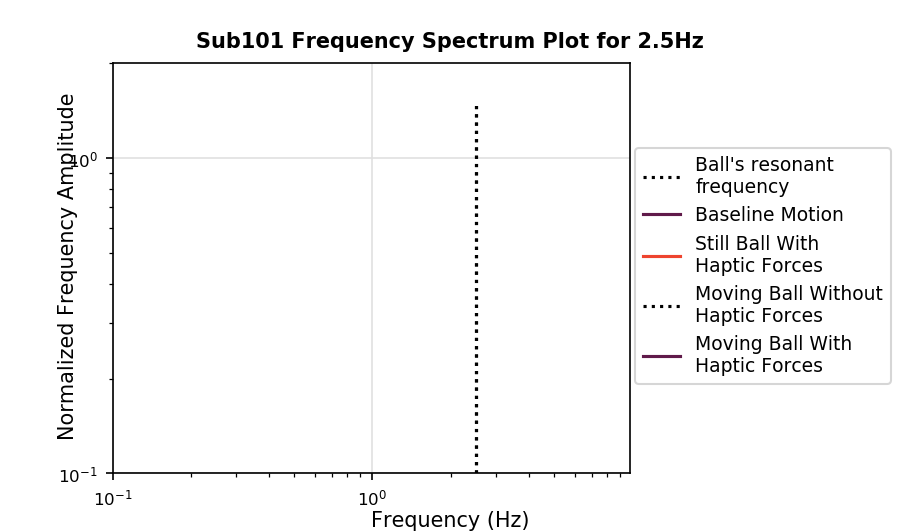 Sub101 Frequency Spectrum Plot for 2.5Hz
Normalized Frequency Amplitude
10⁰
10⁻¹
10⁻¹
10⁰
Frequency (Hz)
Ball's resonant
frequency
Baseline Motion
Still Ball With
Haptic Forces
Moving Ball Without
Haptic Forces
Moving Ball With
Haptic Forces